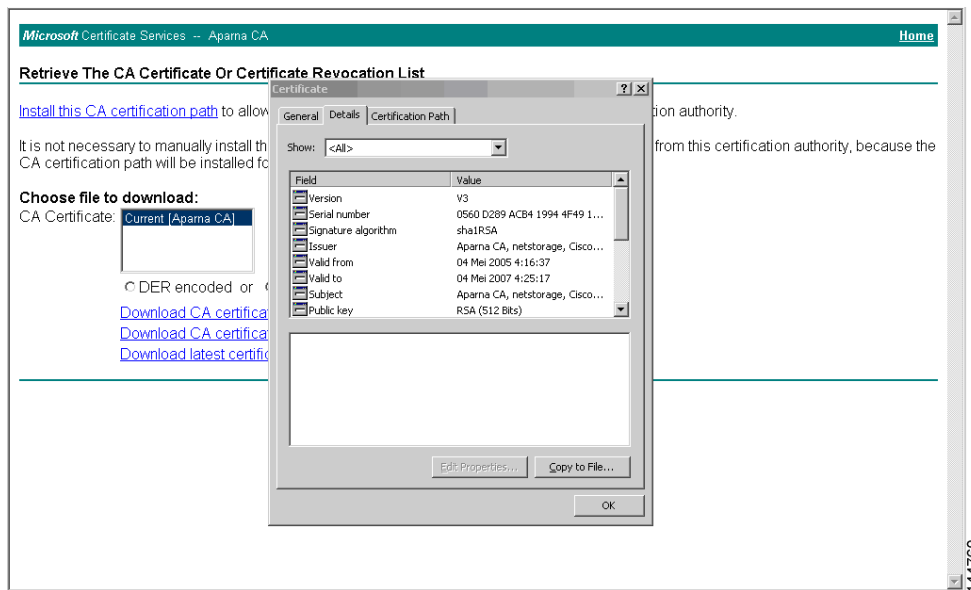 Microsoft Certificate Services -- Aparna CA Home
Retrieve The CA Certificate Or Certificate Revocation List
Install this CA certification path to allow
authority.
It is not necessary to manually install
from this certification authority, because the
CA certification path will be installed
Choose file to download:
CA Certificate:
Current [Aparna CA]
DER encoded or
Download CA
Download CA
Download latest
Certificate
General Details Certification Path
Show: <All>
Field Value
Version V3
Serial number 0560 D289 ACB4 1994 4F49 1...
Signature algorithm sha1RSA
Issuer Aparna CA, netstorage, Cisco...
Valid from 04 Mei 2005 4:16:37
Valid to 04 Mei 2007 4:25:17
Subject Aparna CA, netstorage, Cisco...
Public key RSA (512 Bits)
Edit Properties... Copy to File...
OK